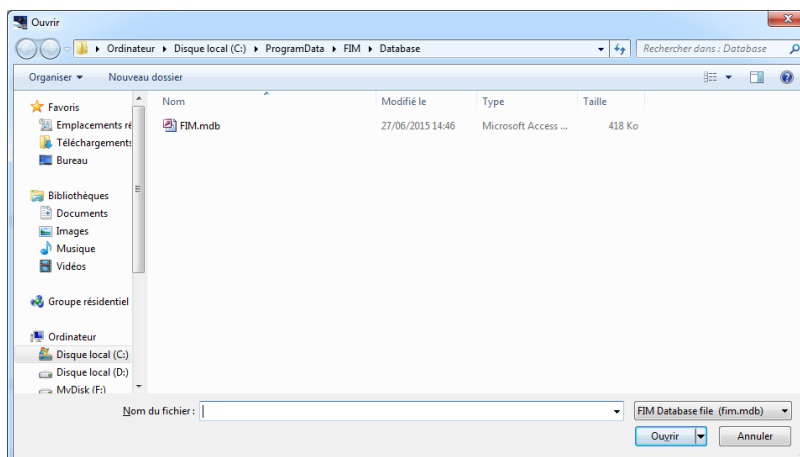 Ouvrir
Ordinateur Disque local (C:) ProgramData FIM Database
Rechercher dans : Database
Organiser Nouveau dossier
Nom Modifié le Type Taille
FIM.mdb 27/06/2015 14:46 Microsoft Access ... 418 Ko
Favoris
Emplacements ré
Téléchargements
Bureau
Bibliothèques
Documents
Images
Musique
Vidéos
Groupe résidentiel
Ordinateur
Disque local (C:)
Disque local (D:)
MyDisk (F:)
Nom du fichier :
FIM Database file (fim.mdb)
Ouvrir Annuler